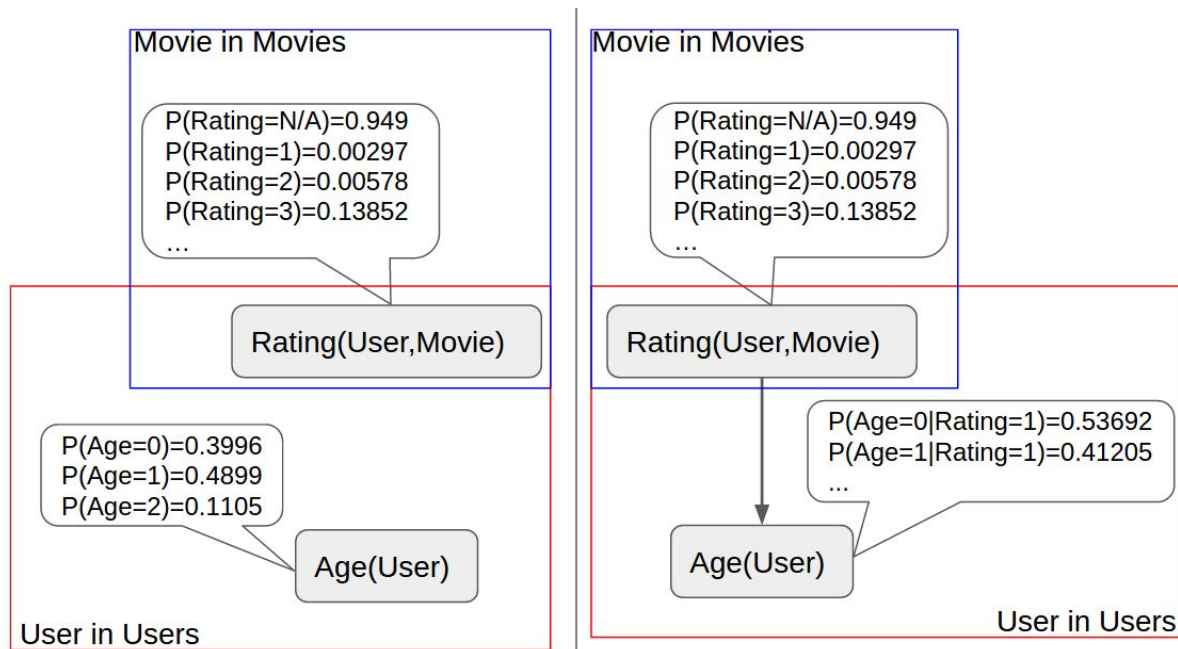 Movie in Movies
P(Rating=N/A)=0.949
P(Rating=1)=0.00297
P(Rating=2)=0.00578
P(Rating=3)=0.13852
...
Rating(User,Movie)
P(Age=0)=0.3996
P(Age=1)=0.4899
P(Age=2)=0.1105
Age(User)
User in Users
Movie in Movies
P(Rating=N/A)=0.949
P(Rating=1)=0.00297
P(Rating=2)=0.00578
P(Rating=3)=0.13852
...
Rating(User,Movie)
P(Age=0|Rating=1)=0.53692
P(Age=1|Rating=1)=0.41205
...
Age(User)
User in Users